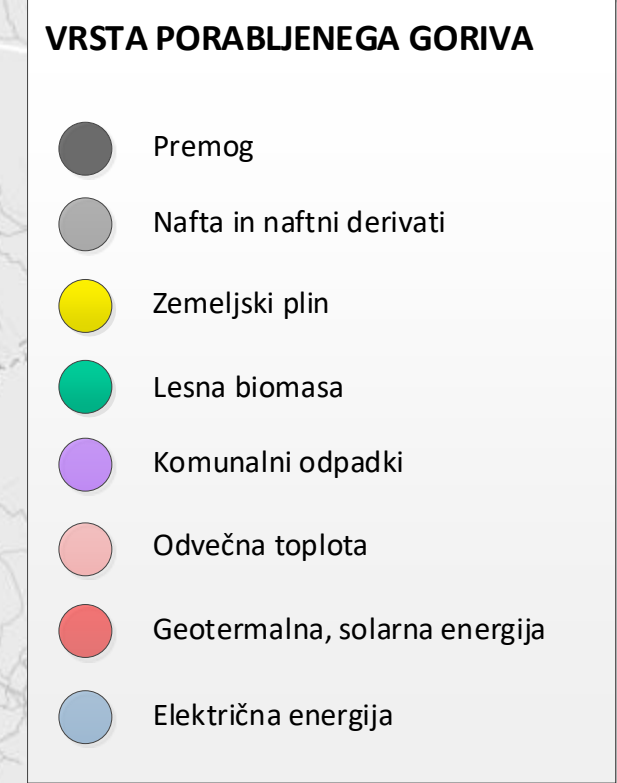 VRSTA PORABLJENEGA GORIVA
Premog
Nafta in naftni derivati
Zemeljski plin
Lesna biomasa
Komunalni odpadki
Odvečna toplota
Geotermalna, solarna energija
Električna energija